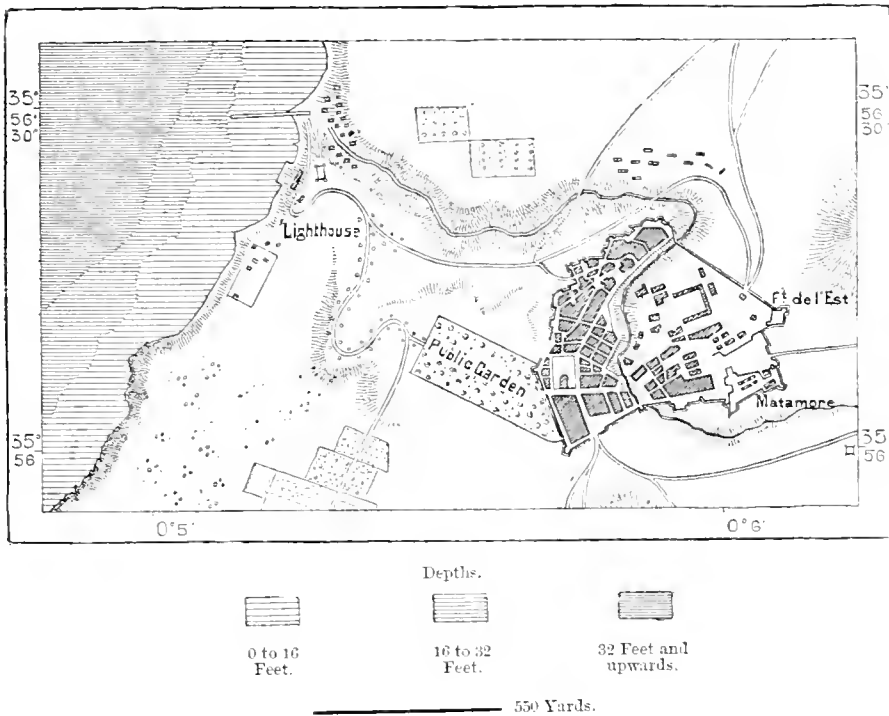 35°
56'
30"
35°
56'
30"
Lighthouse
Ft. de l'Est
Public Garden
Matamore
35°
56
35°
56
0°5'
0°6'
Depths.
0 to 16
Feet.
16 to 32
Feet.
32 Feet and
upwards.
550 Yards.